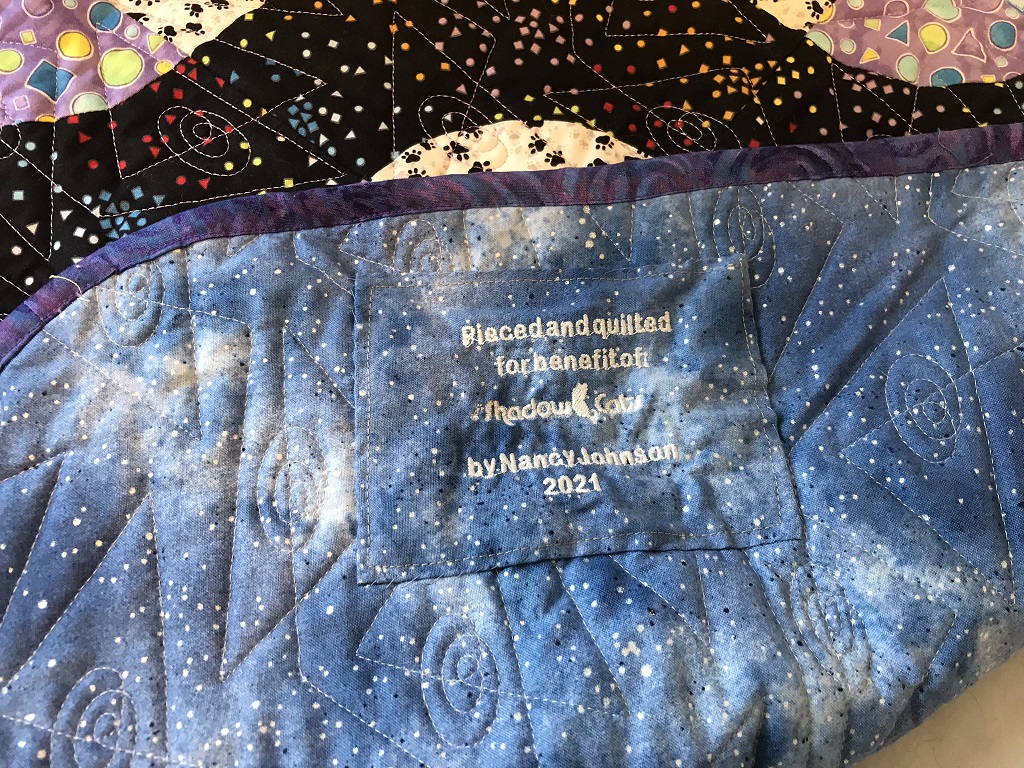 Pieced and quilted
for benefit of:
Shadow Cats
by Nancy Johnson
2021